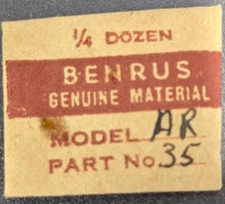 ¼ DOZEN
BENRUS
GENUINE MATERIAL
MODEL AR
PART No. 35